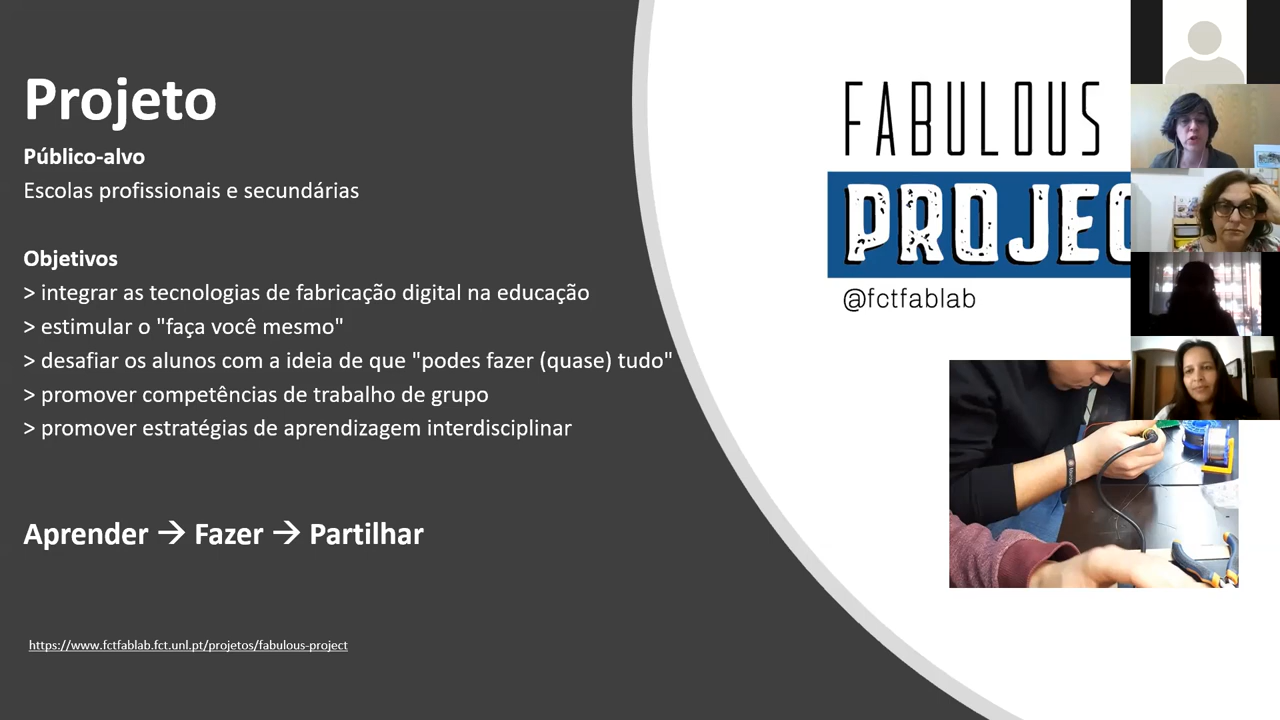 Projeto
Público-alvo
Escolas profissionais e secundárias
Objetivos
> integrar as tecnologias de fabricação digital na educação
> estimular o "faça você mesmo"
> desafiar os alunos com a ideia de que "podes fazer (quase) tudo"
> promover competências de trabalho de grupo
> promover estratégias de aprendizagem interdisciplinar
Aprender → Fazer → Partilhar
https://www.fctfablab.fct.unl.pt/projetos/fabulous-project
FABULOUS
PROJEC
@fctfablab